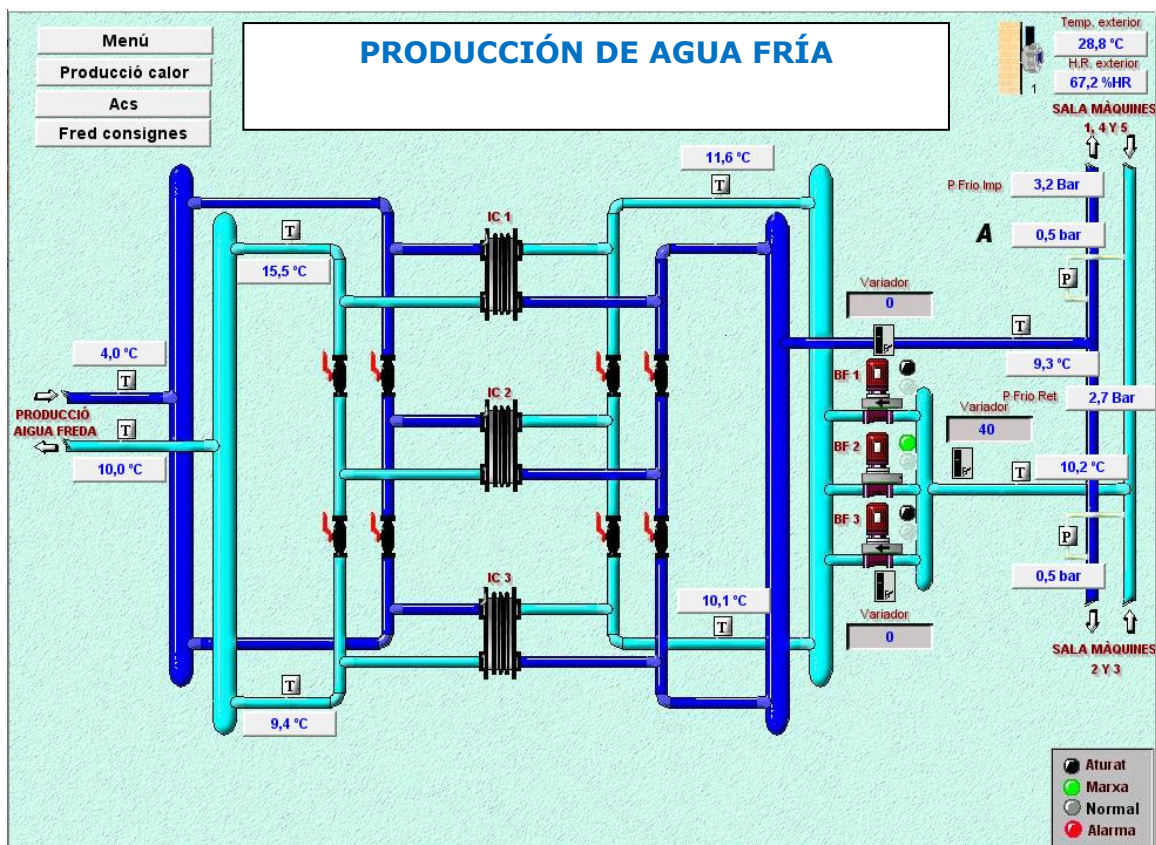 Menú
Producció calor
Acs
Fred consignes
PRODUCCIÓN DE AGUA FRÍA
Temp. exterior
28,8 °C
H.R. exterior
67,2 %HR
1
SALA MÀQUINES
1, 4 Y 5
11,6 °C
T
P Frio Imp
3,2 Bar
A
0,5 bar
P
IC 1
T
15,5 °C
Variador
0
4,0 °C
T
T
9,3 °C
BF 1
P Frio Ret
2,7 Bar
PRODUCCIÓ
AIGUA FREDA
T
10,0 °C
IC 2
Variador
40
BF 2
T
10,2 °C
BF 3
P
0,5 bar
IC 3
10,1 °C
T
Variador
0
SALA MÀQUINES
2 Y 3
T
9,4 °C
Aturat
Marxa
Normal
Alarma